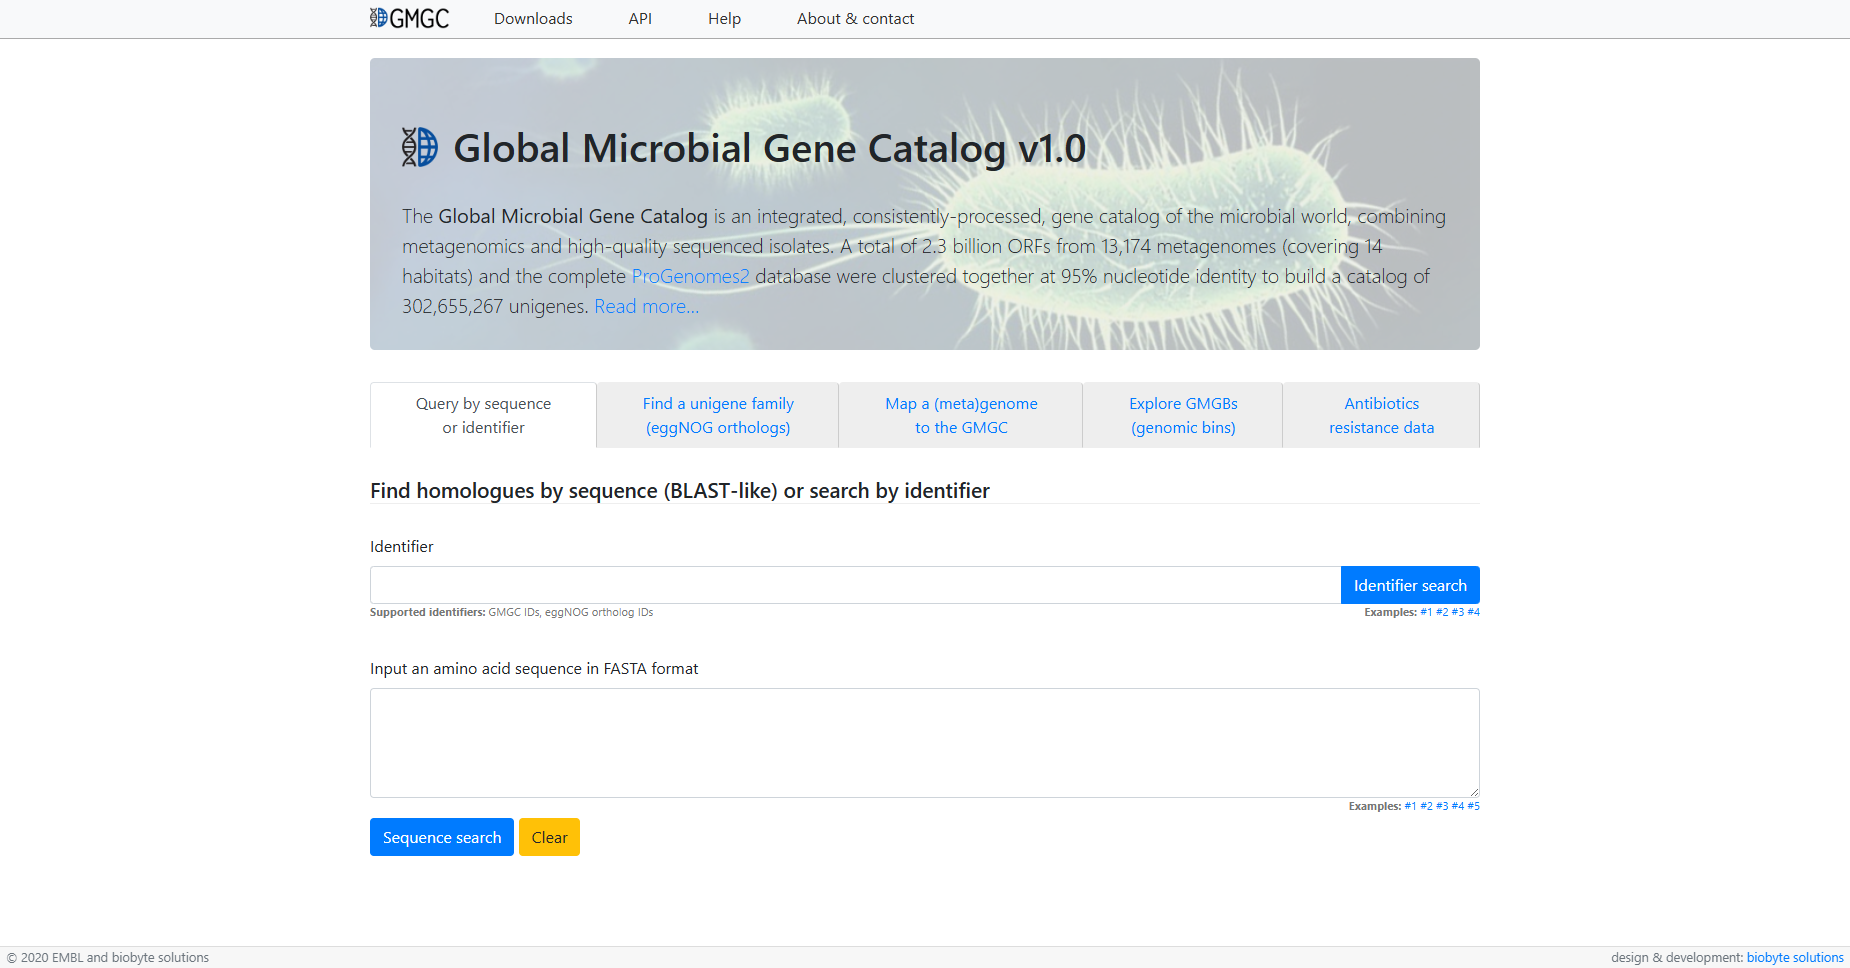 GMGC Downloads API Help About & contact
Global Microbial Gene Catalog v1.0
The Global Microbial Gene Catalog is an integrated, consistently-processed, gene catalog of the microbial world, combining
metagenomics and high-quality sequenced isolates. A total of 2.3 billion ORFs from 13,174 metagenomes (covering 14
habitats) and the complete ProGenomes2 database were clustered together at 95% nucleotide identity to build a catalog of
302,655,267 unigenes. Read more...
Query by sequence
or identifier
Find a unigene family
(eggNOG orthologs)
Map a (meta)genome
to the GMGC
Explore GMGBs
(genomic bins)
Antibiotics
resistance data
Find homologues by sequence (BLAST-like) or search by identifier
Identifier
Identifier search
Supported identifiers: GMGC IDs, eggNOG ortholog IDs
Examples: #1 #2 #3 #4
Input an amino acid sequence in FASTA format
Examples: #1 #2 #3 #4 #5
Sequence search Clear
© 2020 EMBL and biobyte solutions
design & development: biobyte solutions